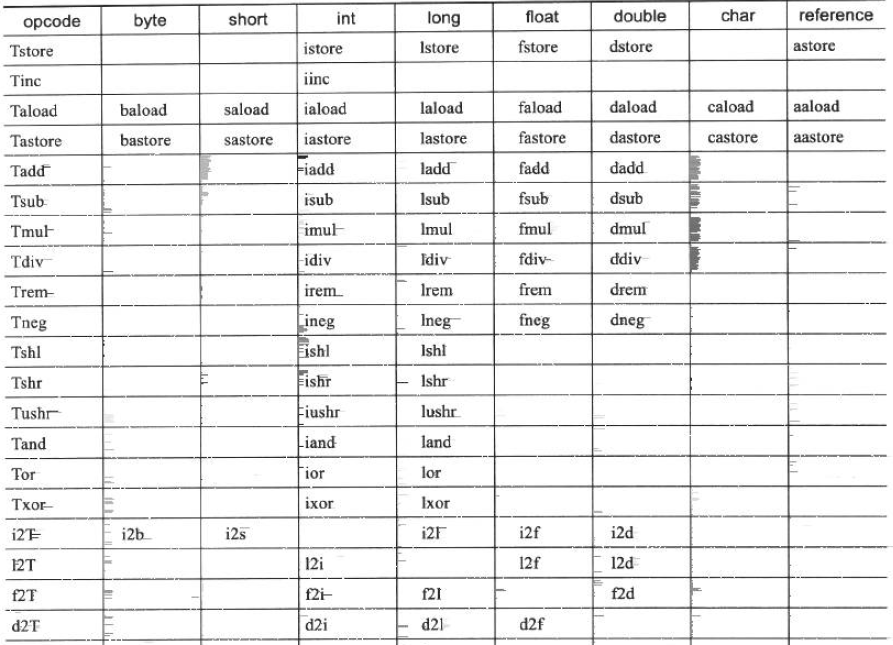 opcode byte short int long float double char reference
Tstore istore lstore fstore dstore astore
Tinc iinc
Taload baload saload iaload laload faload daload caload aaload
Tastore bastore sastore iastore lastore fastore dastore castore aastore
Tadd iadd ladd fadd dadd
Tsub isub lsub fsub dsub
Tmul imul lmul fmul dmul
Tdiv idiv ldiv fdiv ddiv
Trem irem lrem frem drem
Tneg ineg lneg fneg dneg
Tshl ishl lshl
Tshr ishr lshr
Tushr iushr lushr
Tand iand land
Tor ior lor
Txor ixor lxor
i2T i2b i2s i2l i2f i2d
l2T l2i l2f l2d
f2T f2i f2l f2d
d2T d2i d2l d2f